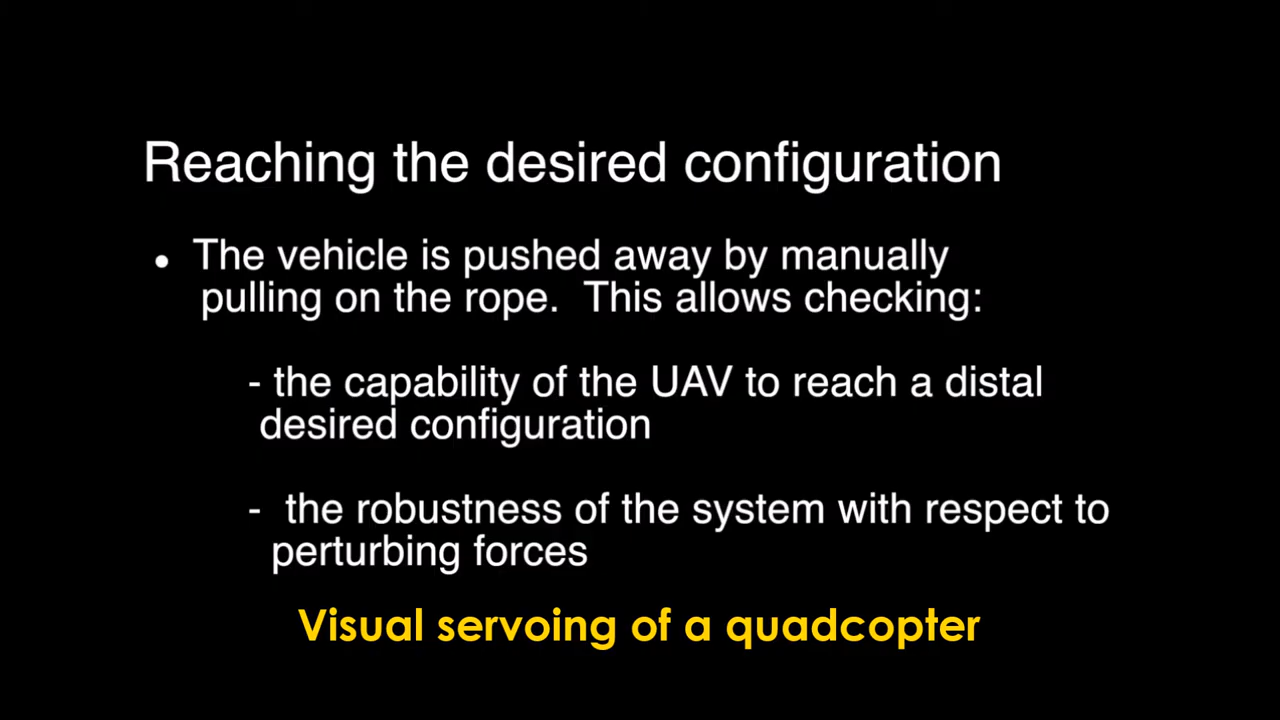 Reaching the desired configuration
• The vehicle is pushed away by manually
pulling on the rope. This allows checking:
- the capability of the UAV to reach a distal
desired configuration
- the robustness of the system with respect to
perturbing forces
Visual servoing of a quadcopter